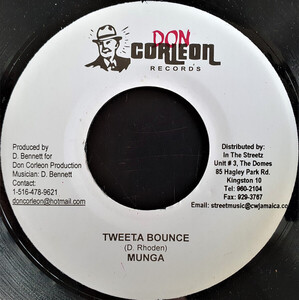 DON
CORLEON
RECORDS
Produced by
D. Bennett for
Don Corleon Production
Musician: D. Bennett
Contact:
1-516-478-9621
doncorleon@hotmail.com
Distributed by:
In The Streetz
Unit # 3, The Domes
85 Hagley Park Rd.
Kingston 10
Tel: 960-2104
Fax: 929-3767
Email: streetmusic@cwjamaica.co
TWEETA BOUNCE
(D. Rhoden)
MUNGA